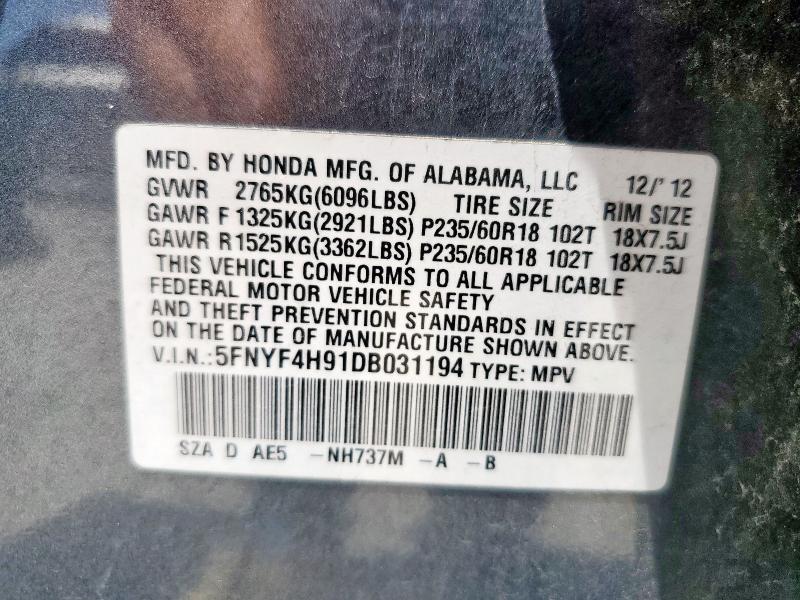 MFD. BY HONDA MFG. OF ALABAMA, LLC 12/'12
GVWR 2765KG(6096LBS) TIRE SIZE RIM SIZE
GAWR F 1325KG(2921LBS) P235/60R18 102T 18X7.5J
GAWR R 1525KG(3362LBS) P235/60R18 102T 18X7.5J
THIS VEHICLE CONFORMS TO ALL APPLICABLE
FEDERAL MOTOR VEHICLE SAFETY
AND THEFT PREVENTION STANDARDS IN EFFECT
ON THE DATE OF MANUFACTURE SHOWN ABOVE.
V.I.N.: 5FNYF4H91DB031194 TYPE: MPV
SZA D AE5 -NH737M -A -B